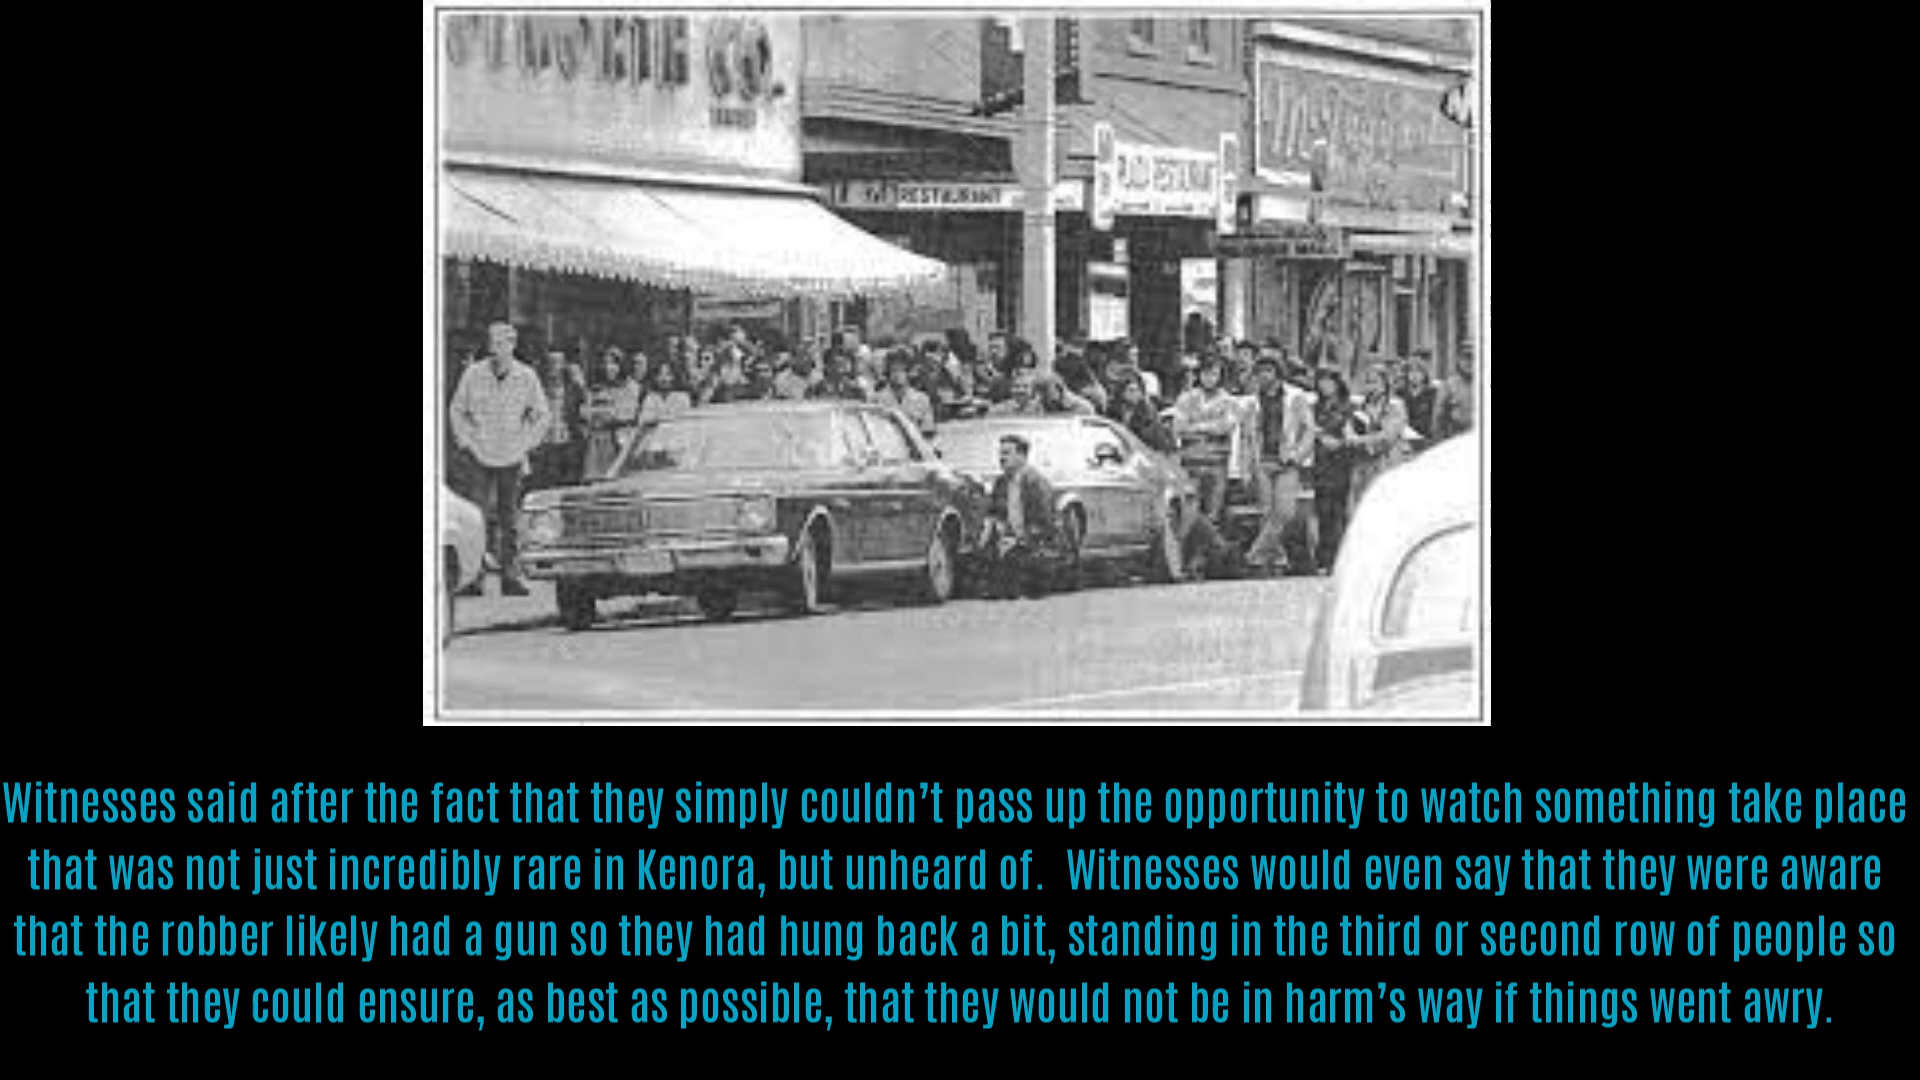 CO.
RESTAURANT
PLAZA RESTAURANT
Witnesses said after the fact that they simply couldn’t pass up the opportunity to watch something take place
that was not just incredibly rare in Kenora, but unheard of.  Witnesses would even say that they were aware
that the robber likely had a gun so they had hung back a bit, standing in the third or second row of people so
that they could ensure, as best as possible, that they would not be in harm’s way if things went awry.